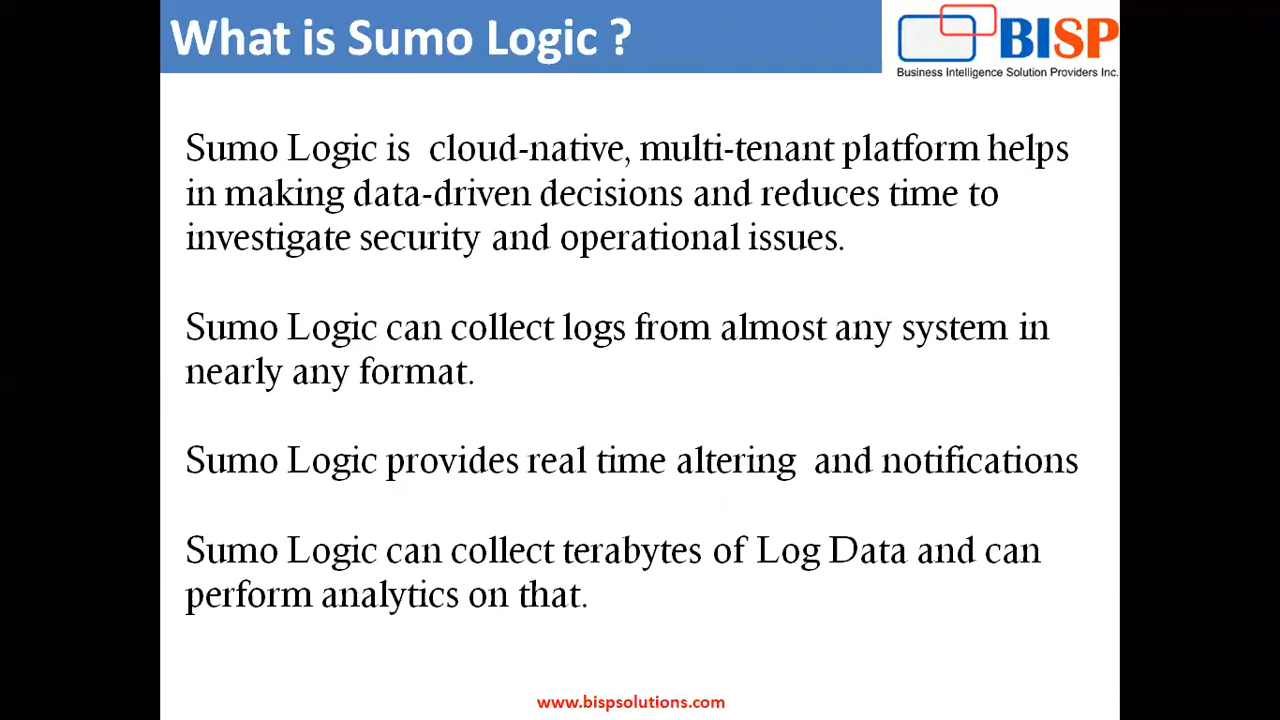 What is Sumo Logic ?
BISP
Business Intelligence Solution Providers Inc.
Sumo Logic is  cloud-native, multi-tenant platform helps
in making data-driven decisions and reduces time to
investigate security and operational issues.
Sumo Logic can collect logs from almost any system in
nearly any format.
Sumo Logic provides real time altering  and notifications
Sumo Logic can collect terabytes of Log Data and can
perform analytics on that.
www.bispsolutions.com